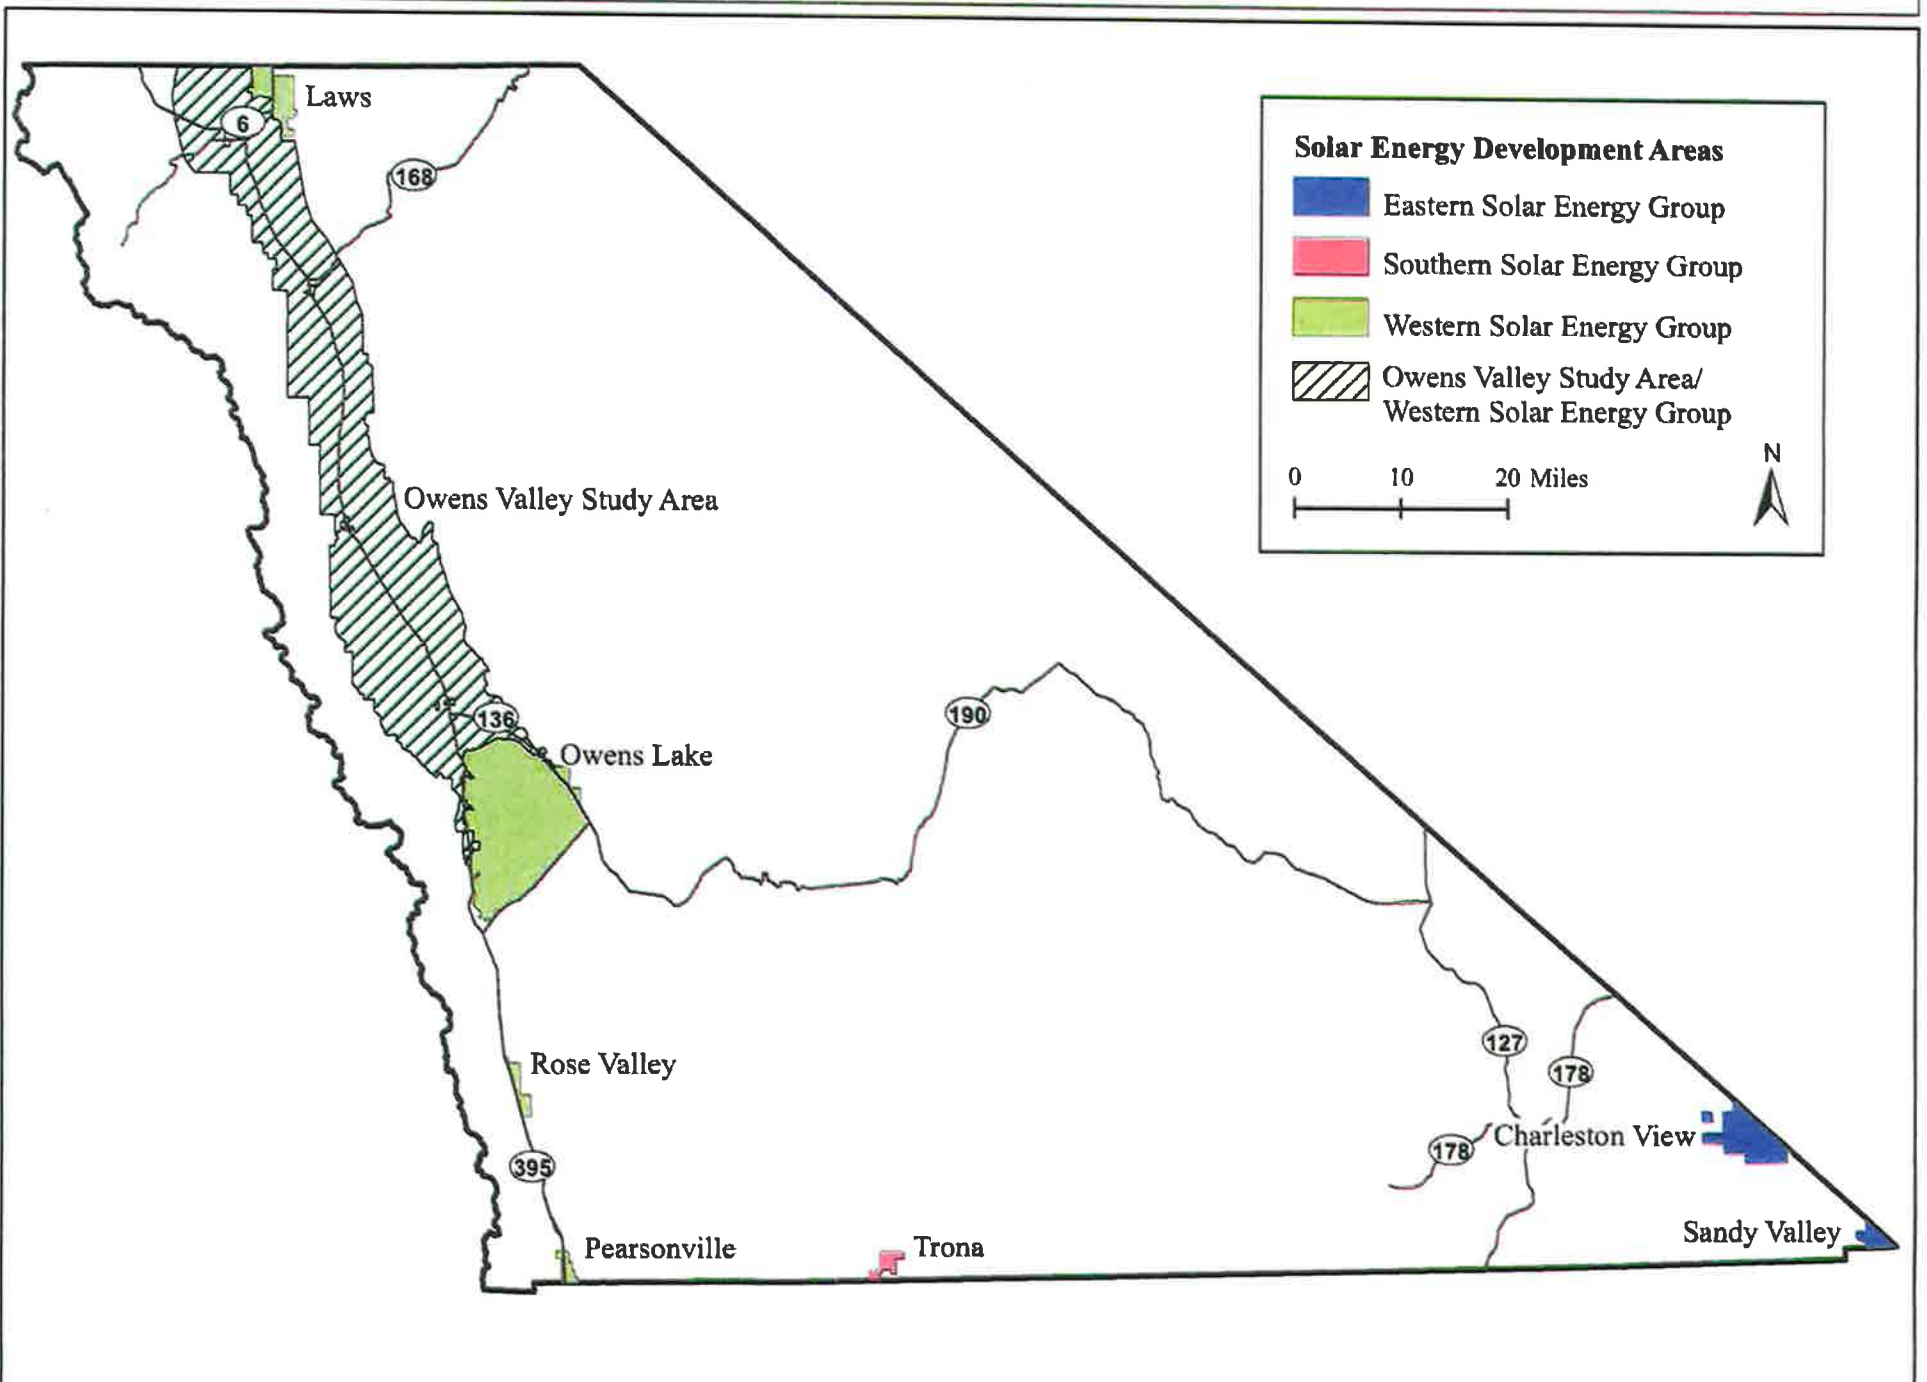 Laws
6
168
Solar Energy Development Areas
Eastern Solar Energy Group
Southern Solar Energy Group
Western Solar Energy Group
Owens Valley Study Area/
Western Solar Energy Group
N
0 10 20 Miles
Owens Valley Study Area
136
190
Owens Lake
127
Rose Valley
178
Charleston View
178
395
Sandy Valley
Pearsonville
Trona